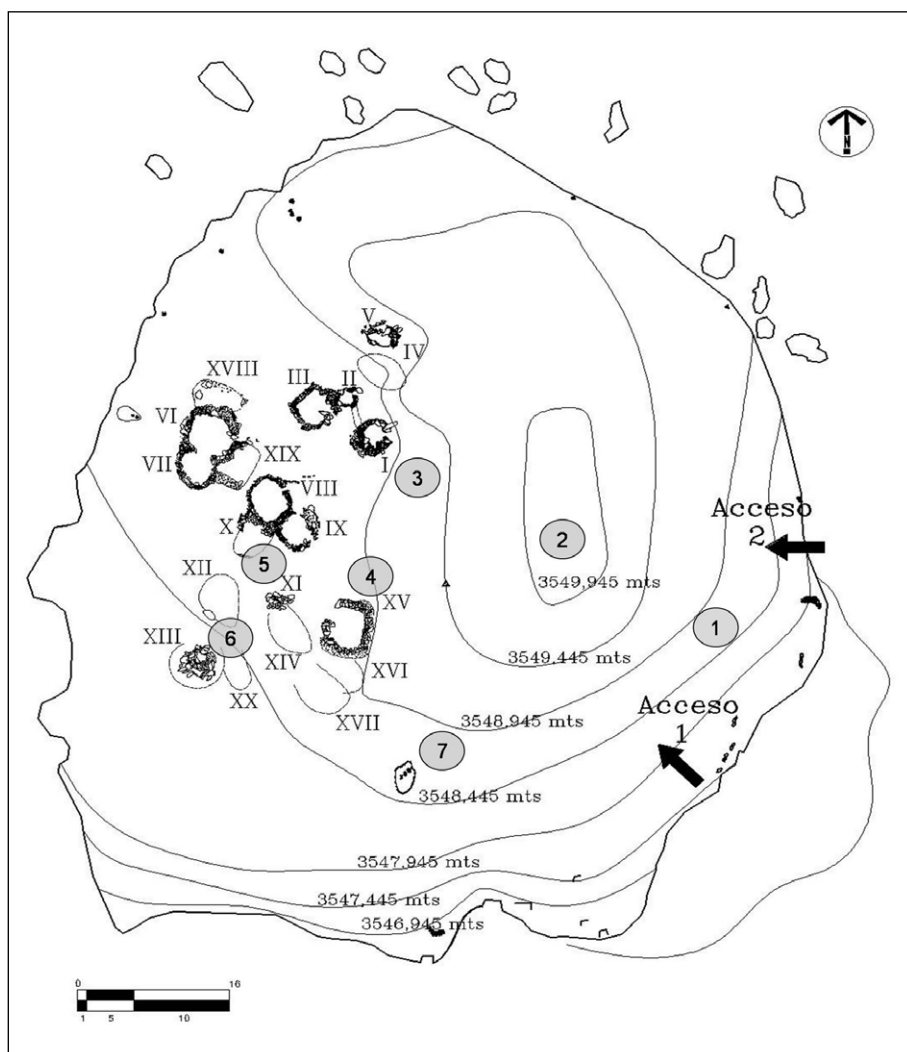 N
V
IV
XVIII
III
II
VI
I
VII
XIX
3
VIII
X
IX
Acceso
2
2
5
XII
XI
4
3549,945 mts
XV
6
1
XIII
XIV
3549,445 mts
XVI
XX
Acceso
1
XVII
3548,945 mts
7
3548,445 mts
3547,945 mts
3547,445 mts
3546,945 mts
0 16
1 5 10